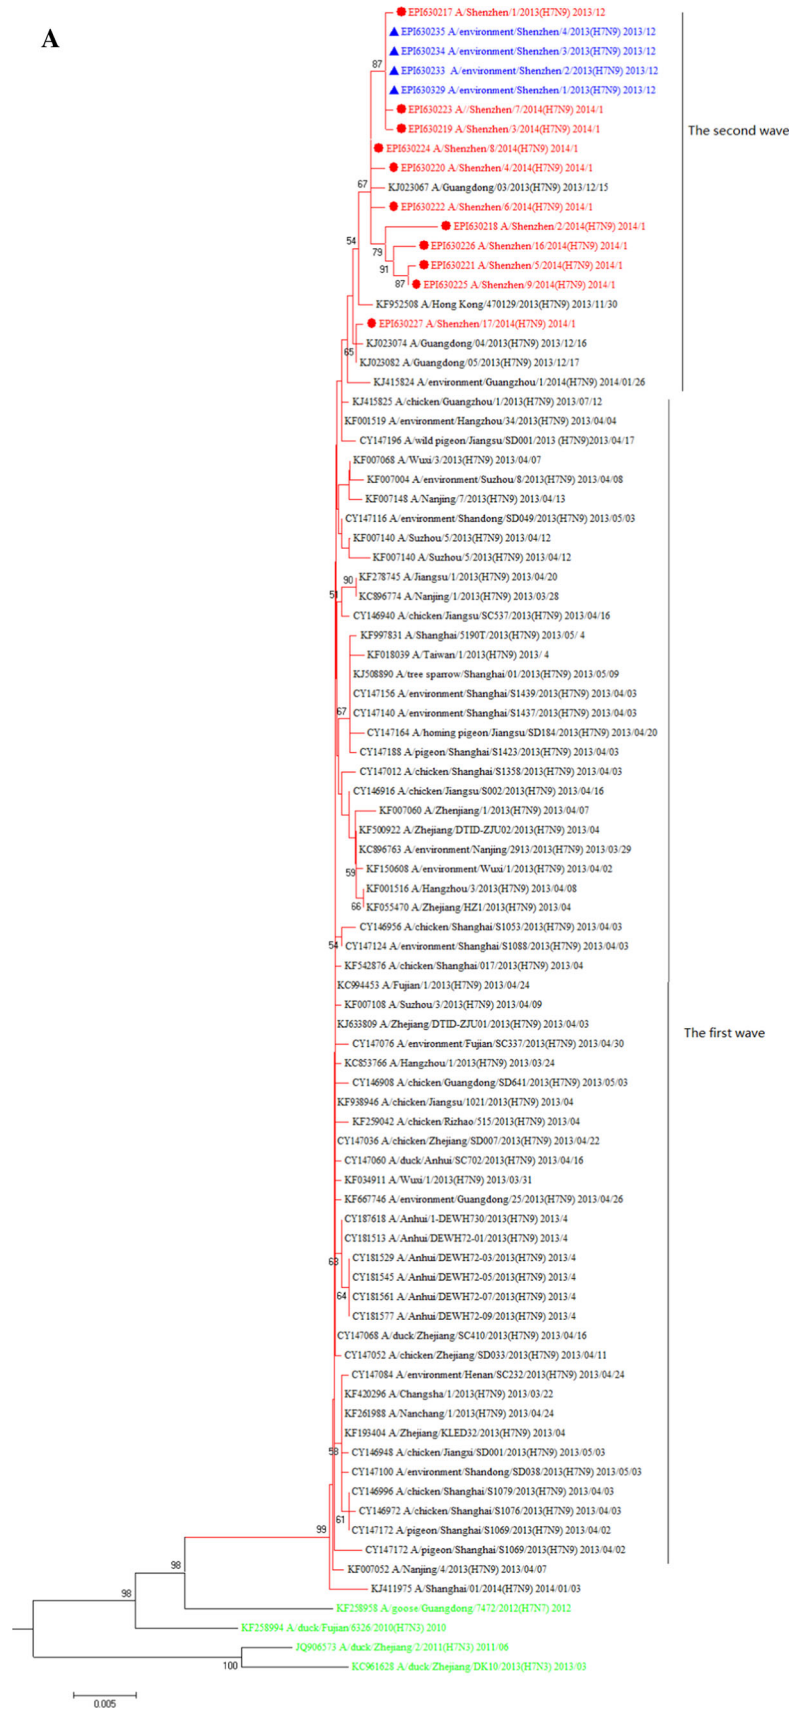 A
EPI630217 A/Shenzhen/1/2013(H7N9) 2013/12
EPI630235 A/environment/Shenzhen/4/2013(H7N9) 2013/12
EPI630234 A/environment/Shenzhen/3/2013(H7N9) 2013/12
87
EPI630233 A/environment/Shenzhen/2/2013(H7N9) 2013/12
EPI630329 A/environment/Shenzhen/1/2013(H7N9) 2013/12
EPI630223 A//Shenzhen/7/2014(H7N9) 2014/1
EPI630219 A/Shenzhen/3/2014(H7N9) 2014/1
The second wave
EPI630224 A/Shenzhen/8/2014(H7N9) 2014/1
EPI630220 A/Shenzhen/4/2014(H7N9) 2014/1
67
KJ023067 A/Guangdong/03/2013(H7N9) 2013/12/15
EPI630222 A/Shenzhen/6/2014(H7N9) 2014/1
EPI630218 A/Shenzhen/2/2014(H7N9) 2014/1
54
EPI630226 A/Shenzhen/16/2014(H7N9) 2014/1
79
EPI630221 A/Shenzhen/5/2014(H7N9) 2014/1
91
EPI630225 A/Shenzhen/9/2014(H7N9) 2014/1
87
KF952508 A/Hong Kong/470129/2013(H7N9) 2013/11/30
EPI630227 A/Shenzhen/17/2014(H7N9) 2014/1
KJ023074 A/Guangdong/04/2013(H7N9) 2013/12/16
65
KJ023082 A/Guangdong/05/2013(H7N9) 2013/12/17
KJ415824 A/environment/Guangzhou/1/2014(H7N9) 2014/01/26
KJ415825 A/chicken/Guangzhou/1/2013(H7N9) 2013/07/12
KF001519 A/environment/Hangzhou/34/2013(H7N9) 2013/04/04
CY147196 A/wild pigeon/Jiangsu/SD001/2013 (H7N9)2013/04/17
KF007068 A/Wuxi/3/2013(H7N9) 2013/04/07
KF007004 A/environment/Suzhou/8/2013(H7N9) 2013/04/08
KF007148 A/Nanjing/7/2013(H7N9) 2013/04/13
CY147116 A/environment/Shandong/SD049/2013(H7N9) 2013/05/03
KF007140 A/Suzhou/5/2013(H7N9) 2013/04/12
KF007140 A/Suzhou/5/2013(H7N9) 2013/04/12
KF278745 A/Jiangsu/1/2013(H7N9) 2013/04/20
90
51
KC896774 A/Nanjing/1/2013(H7N9) 2013/03/28
CY146940 A/chicken/Jiangsu/SC537/2013(H7N9) 2013/04/16
KF997831 A/Shanghai/5190T/2013(H7N9) 2013/05/ 4
KF018039 A/Taiwan/1/2013(H7N9) 2013/ 4
KJ508890 A/tree sparrow/Shanghai/01/2013(H7N9) 2013/05/09
CY147156 A/environment/Shanghai/S1439/2013(H7N9) 2013/04/03
67
CY147140 A/environment/Shanghai/S1437/2013(H7N9) 2013/04/03
CY147164 A/homing pigeon/Jiangsu/SD184/2013(H7N9) 2013/04/20
CY147188 A/pigeon/Shanghai/S1423/2013(H7N9) 2013/04/03
CY147012 A/chicken/Shanghai/S1358/2013(H7N9) 2013/04/03
CY146916 A/chicken/Jiangsu/S002/2013(H7N9) 2013/04/16
KF007060 A/Zhenjiang/1/2013(H7N9) 2013/04/07
KF500922 A/Zhejiang/DTID-ZJU02/2013(H7N9) 2013/04
KC896763 A/environment/Nanjing/2913/2013(H7N9) 2013/03/29
59
KF150608 A/environment/Wuxi/1/2013(H7N9) 2013/04/02
KF001516 A/Hangzhou/3/2013(H7N9) 2013/04/08
66
KF055470 A/Zhejiang/HZ1/2013(H7N9) 2013/04
CY146956 A/chicken/Shanghai/S1053/2013(H7N9) 2013/04/03
54
CY147124 A/environment/Shanghai/S1088/2013(H7N9) 2013/04/03
KF542876 A/chicken/Shanghai/017/2013(H7N9) 2013/04
KC994453 A/Fujian/1/2013(H7N9) 2013/04/24
KF007108 A/Suzhou/3/2013(H7N9) 2013/04/09
KJ633809 A/Zhejiang/DTID-ZJU01/2013(H7N9) 2013/04/03
The first wave
CY147076 A/environment/Fujian/SC337/2013(H7N9) 2013/04/30
KC853766 A/Hangzhou/1/2013(H7N9) 2013/03/24
CY146908 A/chicken/Guangdong/SD641/2013(H7N9) 2013/05/03
KF938946 A/chicken/Jiangsu/1021/2013(H7N9) 2013/04
KF259042 A/chicken/Rizhao/515/2013(H7N9) 2013/04
CY147036 A/chicken/Zhejiang/SD007/2013(H7N9) 2013/04/22
CY147060 A/duck/Anhui/SC702/2013(H7N9) 2013/04/16
KF034911 A/Wuxi/1/2013(H7N9) 2013/03/31
KF667746 A/environment/Guangdong/25/2013(H7N9) 2013/04/26
CY187618 A/Anhui/1-DEWH730/2013(H7N9) 2013/4
CY181513 A/Anhui/DEWH72-01/2013(H7N9) 2013/4
63
CY181529 A/Anhui/DEWH72-03/2013(H7N9) 2013/4
CY181545 A/Anhui/DEWH72-05/2013(H7N9) 2013/4
64
CY181561 A/Anhui/DEWH72-07/2013(H7N9) 2013/4
CY181577 A/Anhui/DEWH72-09/2013(H7N9) 2013/4
CY147068 A/duck/Zhejiang/SC410/2013(H7N9) 2013/04/16
CY147052 A/chicken/Zhejiang/SD033/2013(H7N9) 2013/04/11
CY147084 A/environment/Henan/SC232/2013(H7N9) 2013/04/24
KF420296 A/Changsha/1/2013(H7N9) 2013/03/22
KF261988 A/Nanchang/1/2013(H7N9) 2013/04/24
KF193404 A/Zhejiang/KLED32/2013(H7N9) 2013/04
58
CY146948 A/chicken/Jiangxi/SD001/2013(H7N9) 2013/05/03
CY147100 A/environment/Shandong/SD038/2013(H7N9) 2013/05/03
CY146996 A/chicken/Shanghai/S1079/2013(H7N9) 2013/04/03
CY146972 A/chicken/Shanghai/S1076/2013(H7N9) 2013/04/03
61
CY147172 A/pigeon/Shanghai/S1069/2013(H7N9) 2013/04/02
99
CY147172 A/pigeon/Shanghai/S1069/2013(H7N9) 2013/04/02
98
KF007052 A/Nanjing/4/2013(H7N9) 2013/04/07
KJ411975 A/Shanghai/01/2014(H7N9) 2014/01/03
98
KF258958 A/goose/Guangdong/7472/2012(H7N7) 2012
KF258994 A/duck/Fujian/6326/2010(H7N3) 2010
JQ906573 A/duck/Zhejiang/2/2011(H7N3) 2011/06
100
KC961628 A/duck/Zhejiang/DK10/2013(H7N3) 2013/03
0.005